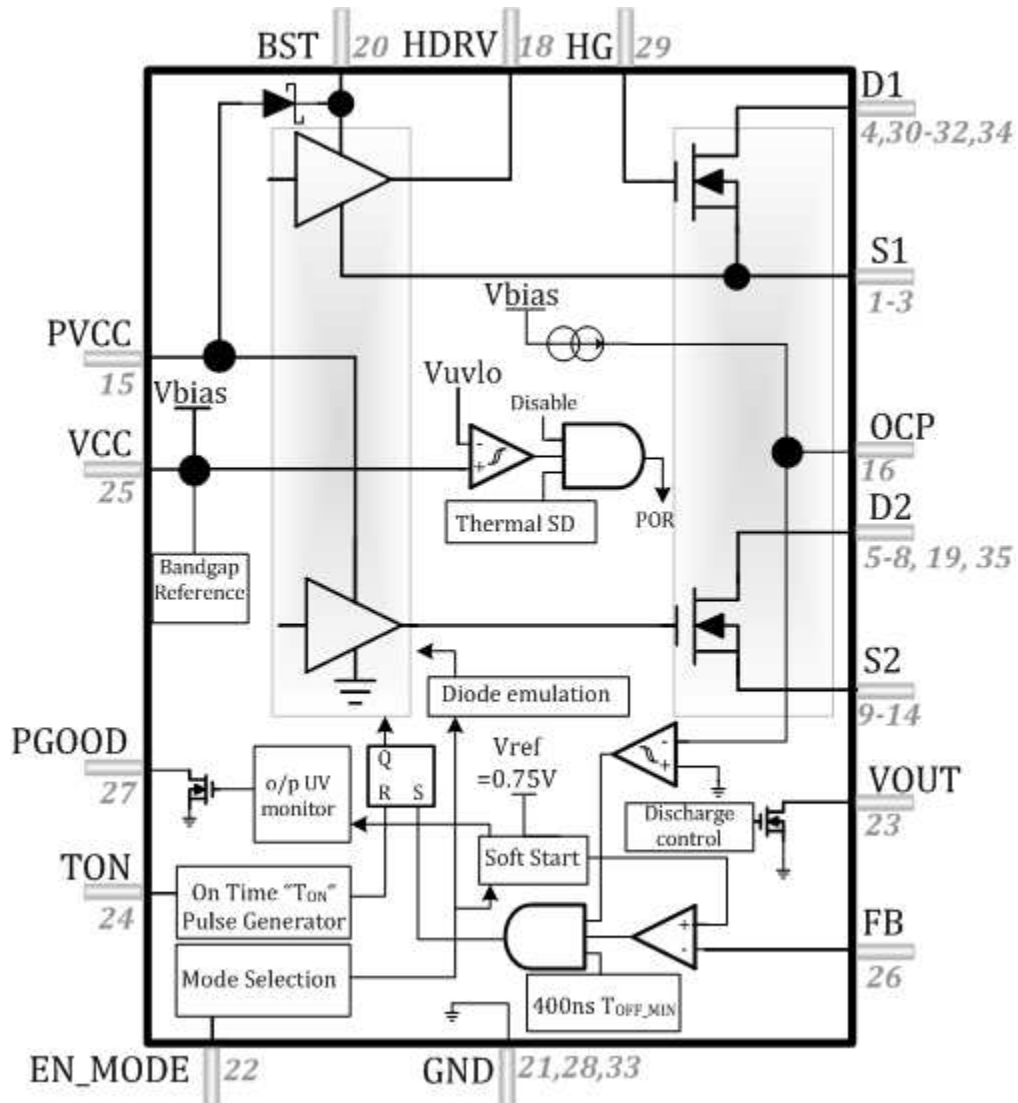 BST 20 HDRV 18 HG 29
D1
4,30-32,34
S1
1-3
Vbias
PVCC
15
Vuvlo
Vbias
Disable
VCC
25
OCP
16
Thermal SD
POR
D2
5-8, 19, 35
Bandgap
Reference
S2
9-14
Diode emulation
PGOOD
27
Q
R S
o/p UV
monitor
Vref
=0.75V
-
+
VOUT
23
Discharge
control
Soft Start
TON
24
On Time "TON"
Pulse Generator
+
-
FB
26
Mode Selection
400ns TOFF_MIN
EN_MODE 22
GND 21,28,33
-
+